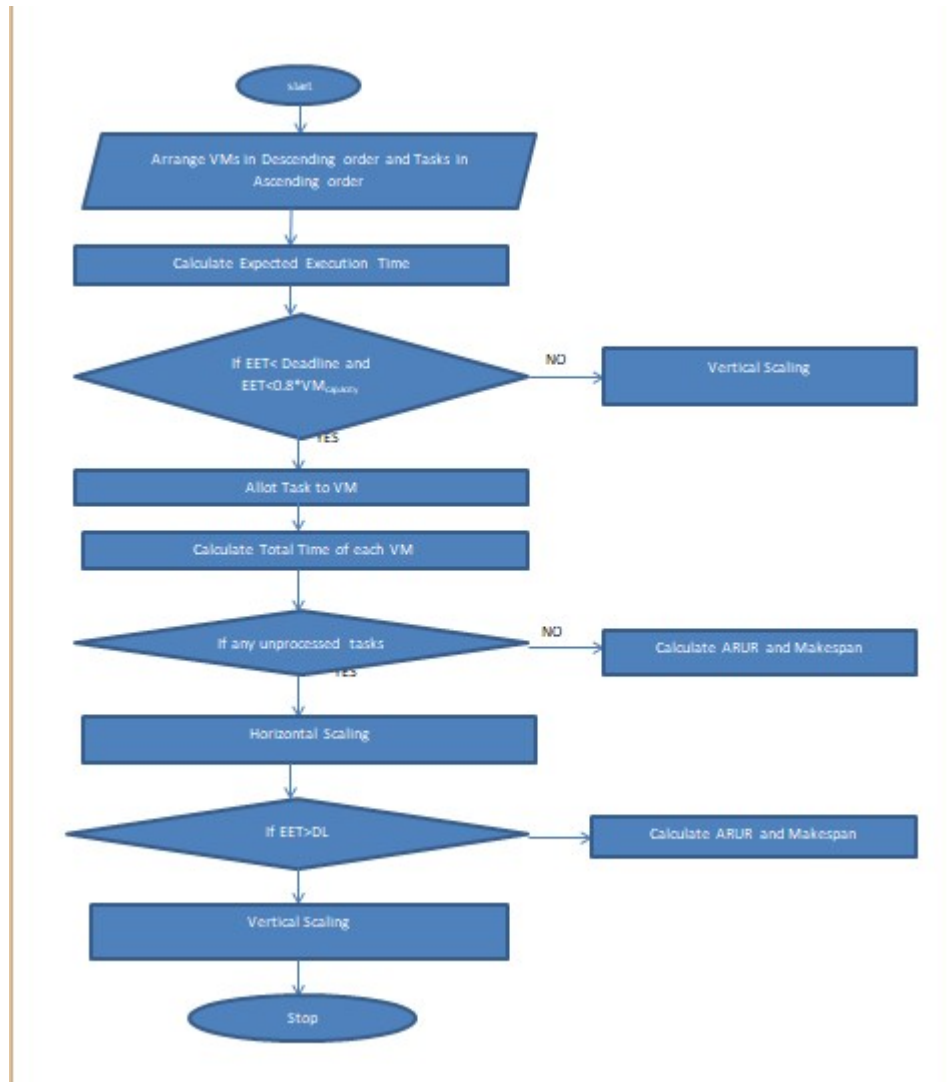 start
Arrange VMs in Descending order and Tasks in
Ascending order
Calculate Expected Execution Time
If EET< Deadline and
EET<0.8*VMcapacity
NO
Vertical Scaling
YES
Allot Task to VM
Calculate Total Time of each VM
If any unprocessed tasks
NO
Calculate ARUR and Makespan
YES
Horizontal Scaling
If EET>DL
Calculate ARUR and Makespan
Vertical Scaling
Stop